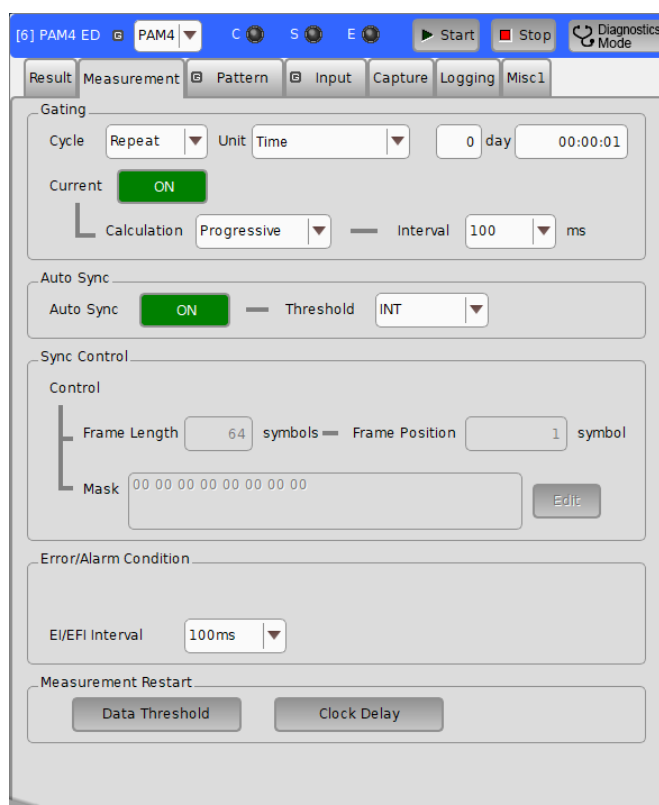 [6] PAM4 ED G PAM4 C S E Start Stop Diagnostics Mode
Result Measurement G Pattern G Input Capture Logging Misc1
Gating
Cycle Repeat Unit Time 0 day 00:00:01
Current ON
Calculation Progressive Interval 100 ms
Auto Sync
Auto Sync ON Threshold INT
Sync Control
Control
Frame Length 64 symbols Frame Position 1 symbol
Mask 00 00 00 00 00 00 00 00
Edit
Error/Alarm Condition
EI/EFI Interval 100ms
Measurement Restart
Data Threshold Clock Delay